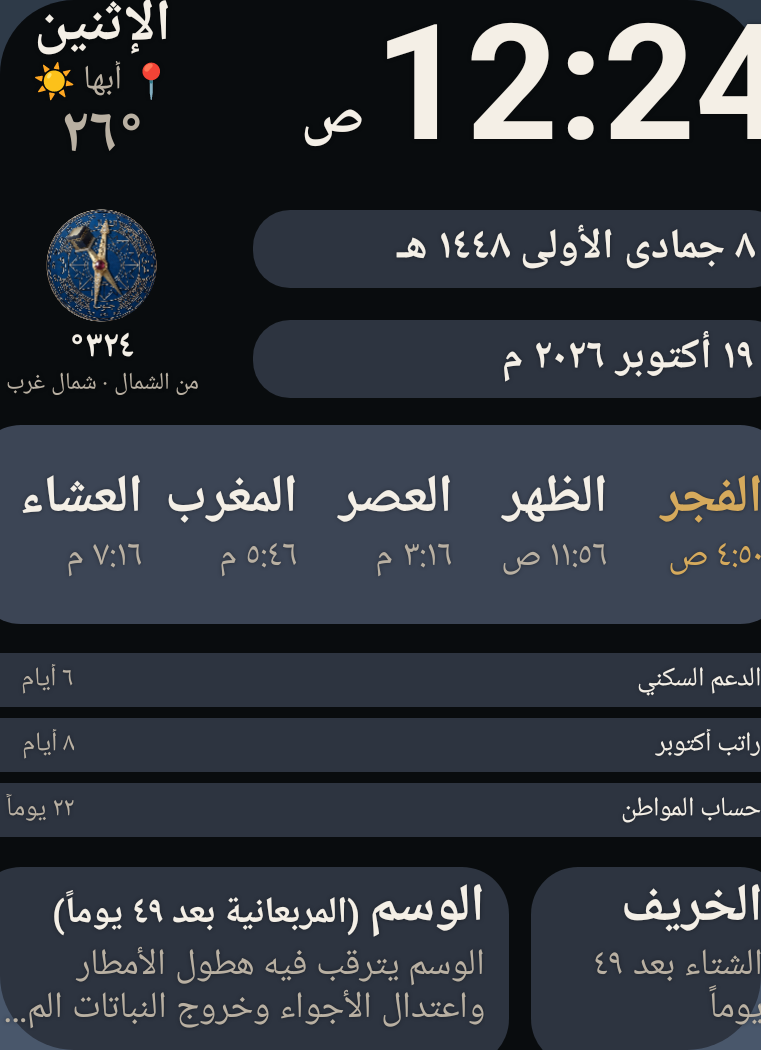 12:24 ص
الإثنين
أبها
٢٦°
٨ جمادى الأولى ١٤٤٨ هـ
١٩ أكتوبر ٢٠٢٦ م
٣٢٤°
من الشمال · شمال غرب
الفجر الظهر العصر المغرب العشاء
٤:٥٠ ص ١١:٥٦ ص ٣:١٦ م ٥:٤٦ م ٧:١٦ م
الدعم السكني ٦ أيام
راتب أكتوبر ٨ أيام
حساب المواطن ٢٢ يوماً
الخريف
الشتاء بعد ٤٩
يوماً
الوسم (المربعانية بعد ٤٩ يوماً)
الوسم يترقب فيه هطول الأمطار
واعتدال الأجواء وخروج النباتات الم...